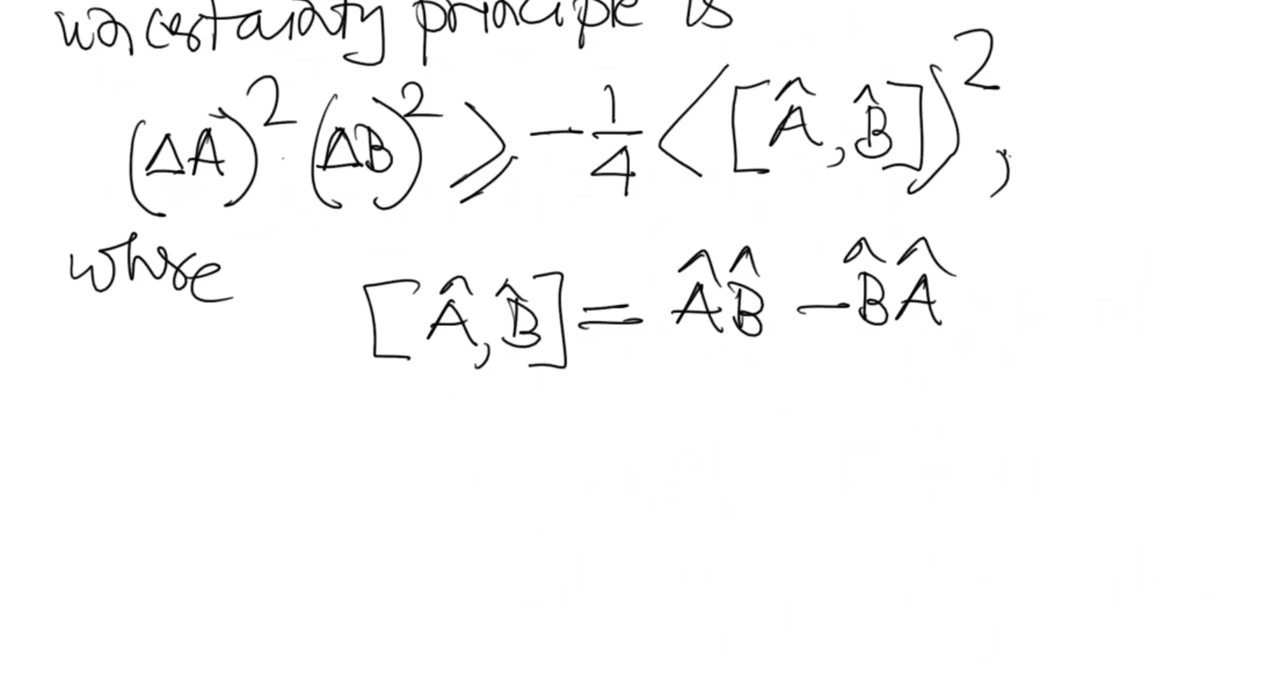 uncertainty principle is
(ΔA)² (ΔB)² ⩾ -1/4 ⟨[Â, B̂]⟩²,
where
[Â, B̂] = ÂB̂ - B̂Â